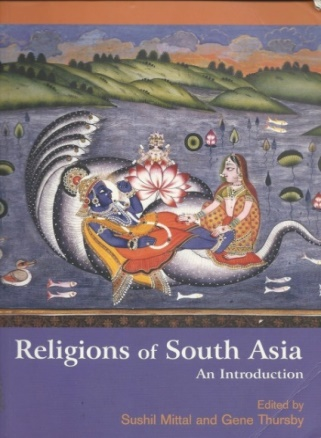 Religions of South Asia
An Introduction
Edited by
Sushil Mittal and Gene Thursby